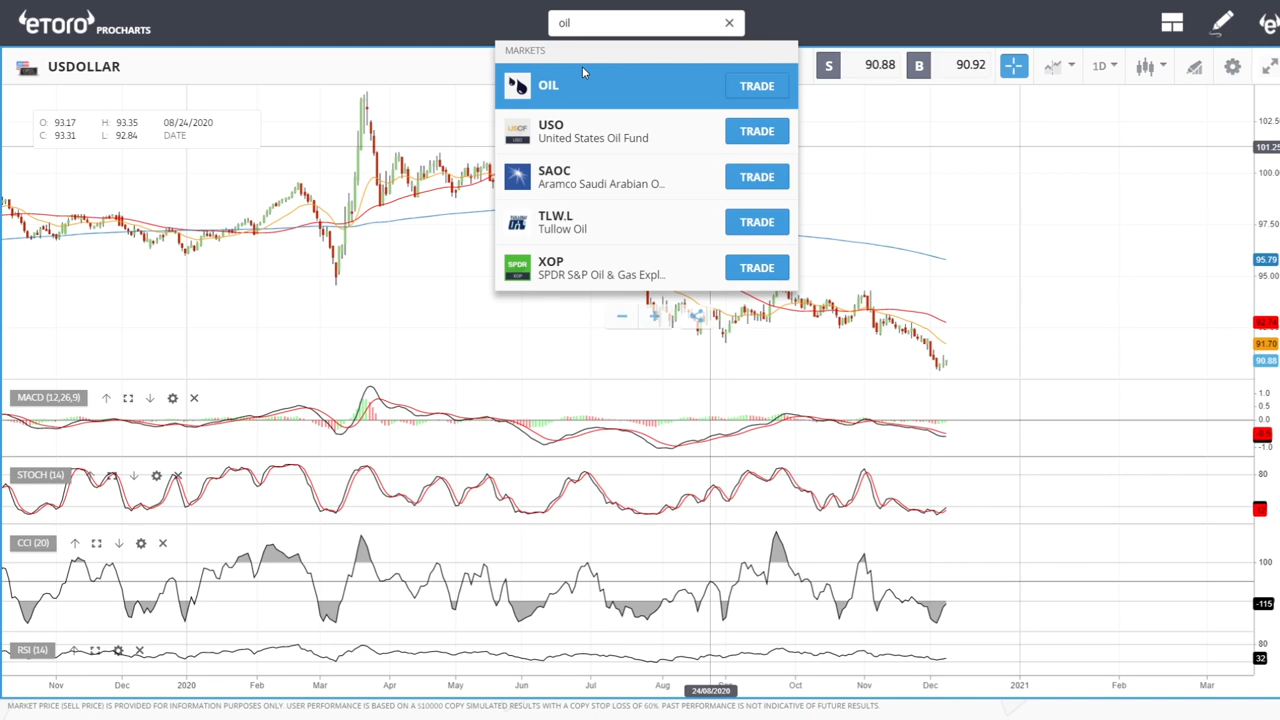 etoro PROCHARTS
oil
USDOLLAR
S 90.88 B 90.92
1D
MARKETS
OIL
TRADE
USO
United States Oil Fund
TRADE
SAOC
Aramco Saudi Arabian O..
TRADE
TLW.L
Tullow Oil
TRADE
XOP
SPDR S&P Oil & Gas Expl..
TRADE
O: 93.17 H: 93.35 08/24/2020
C: 93.31 L: 92.84 DATE
101.25
100.00
97.50
95.79
95.00
91.70
90.88
MACD (12,26,9)
1.0
0.5
0.0
-1.0
STOCH (14)
80
CCI (20)
100
-115
RSI (14)
80
32
Nov Dec 2020 Feb Mar Apr May Jun Jul Aug Oct Nov Dec 2021 Feb Mar
24/08/2020
MARKET PRICE (SELL PRICE) IS PROVIDED FOR INFORMATION PURPOSES ONLY. USER PERFORMANCE IS BASED ON A $10000 COPY SIMULATED RESULTS WITH A COPY STOP LOSS OF 60%. PAST PERFORMANCE IS NOT INDICATIVE OF FUTURE RESULTS.